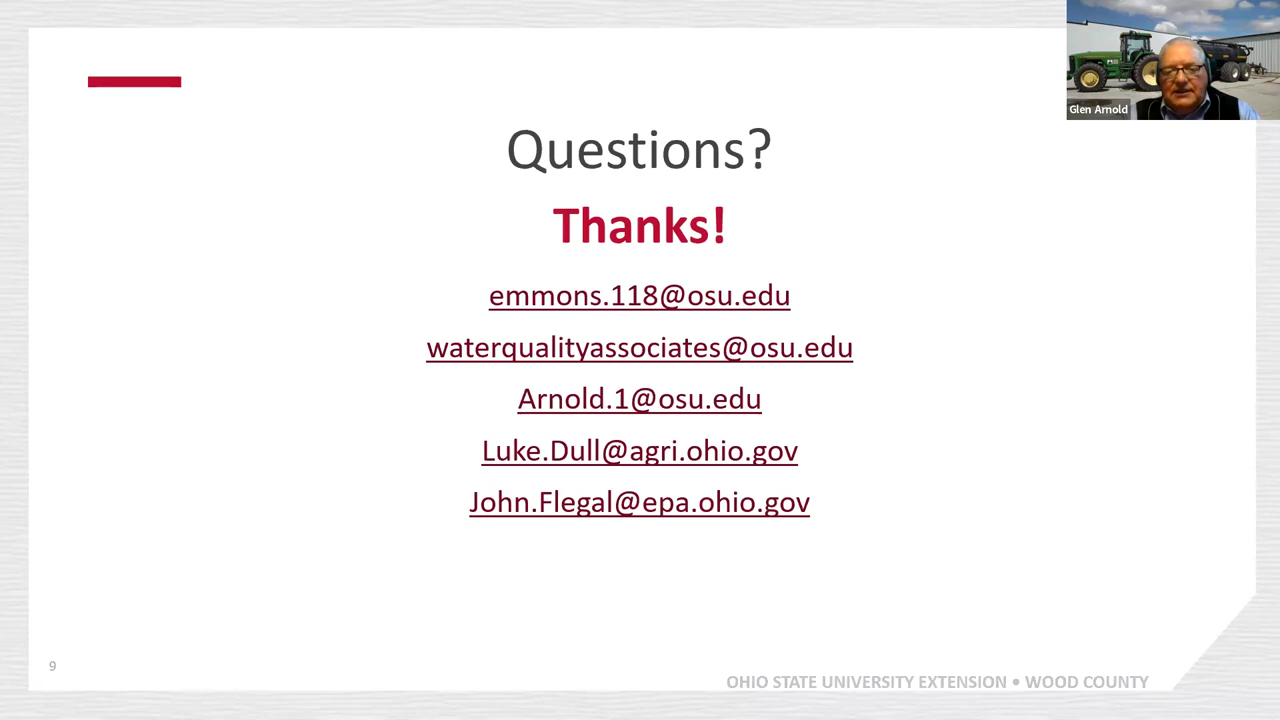 Glen Arnold
Questions?
Thanks!
emmons.118@osu.edu
waterqualityassociates@osu.edu
Arnold.1@osu.edu
Luke.Dull@agri.ohio.gov
John.Flegal@epa.ohio.gov
9
OHIO STATE UNIVERSITY EXTENSION • WOOD COUNTY